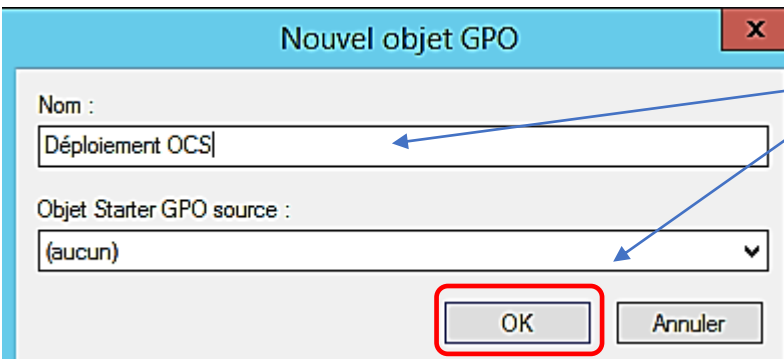 Nouvel objet GPO
x
Nom :
Déploiement OCS
Objet Starter GPO source :
(aucun)
OK
Annuler